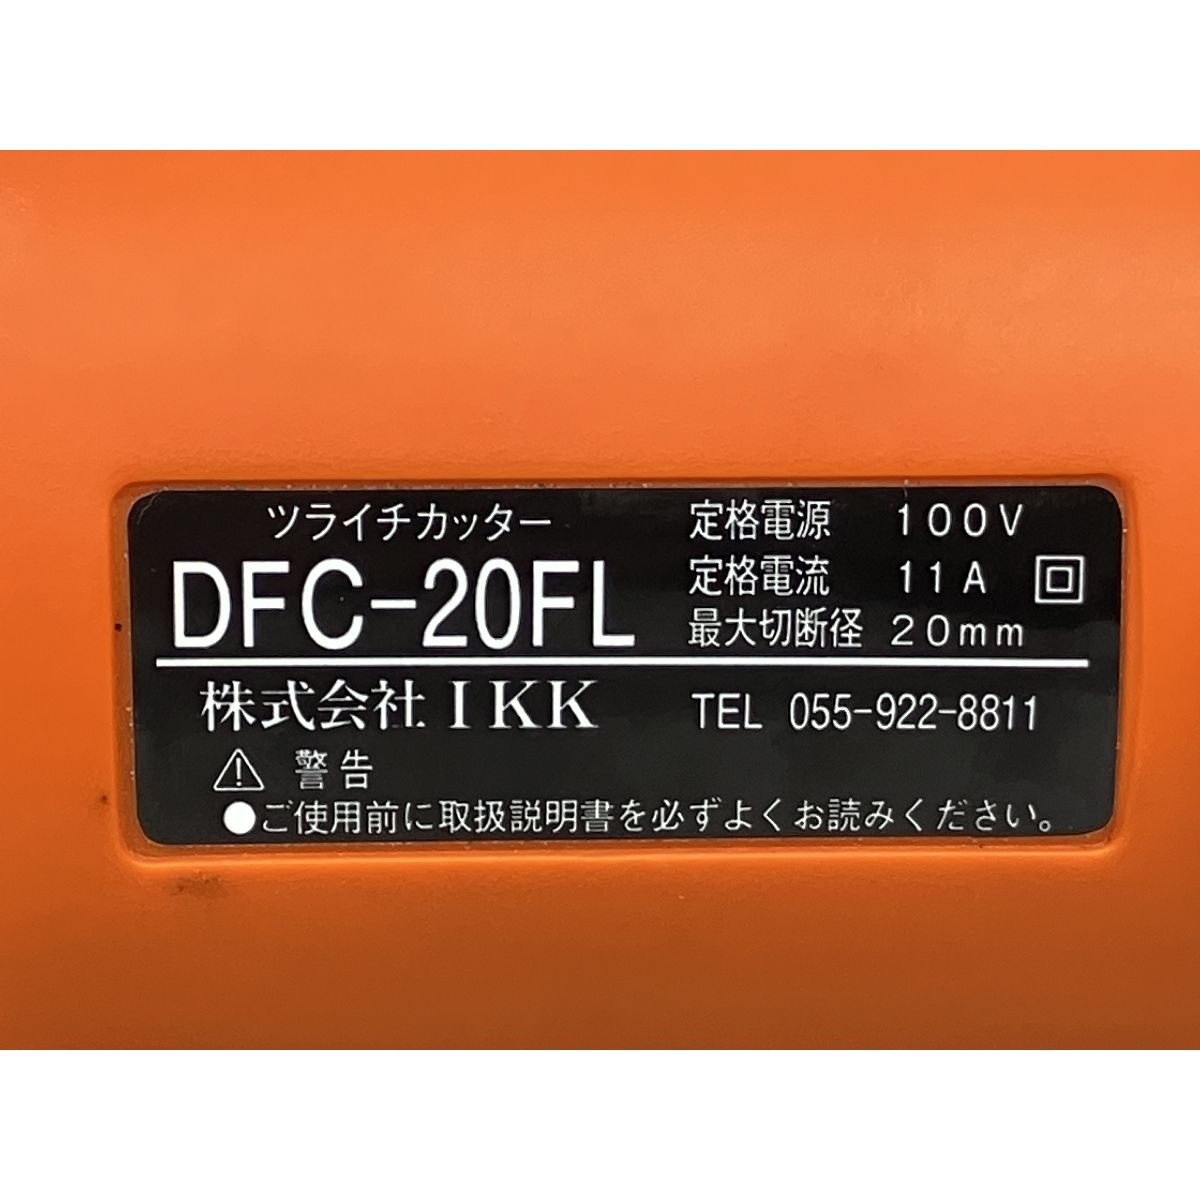 ツライチカッター
DFC-20FL
定格電源 100V
定格電流 11A
最大切断径 20mm
株式会社IKK TEL 055-922-8811
警告
●ご使用前に取扱説明書を必ずよくお読みください。